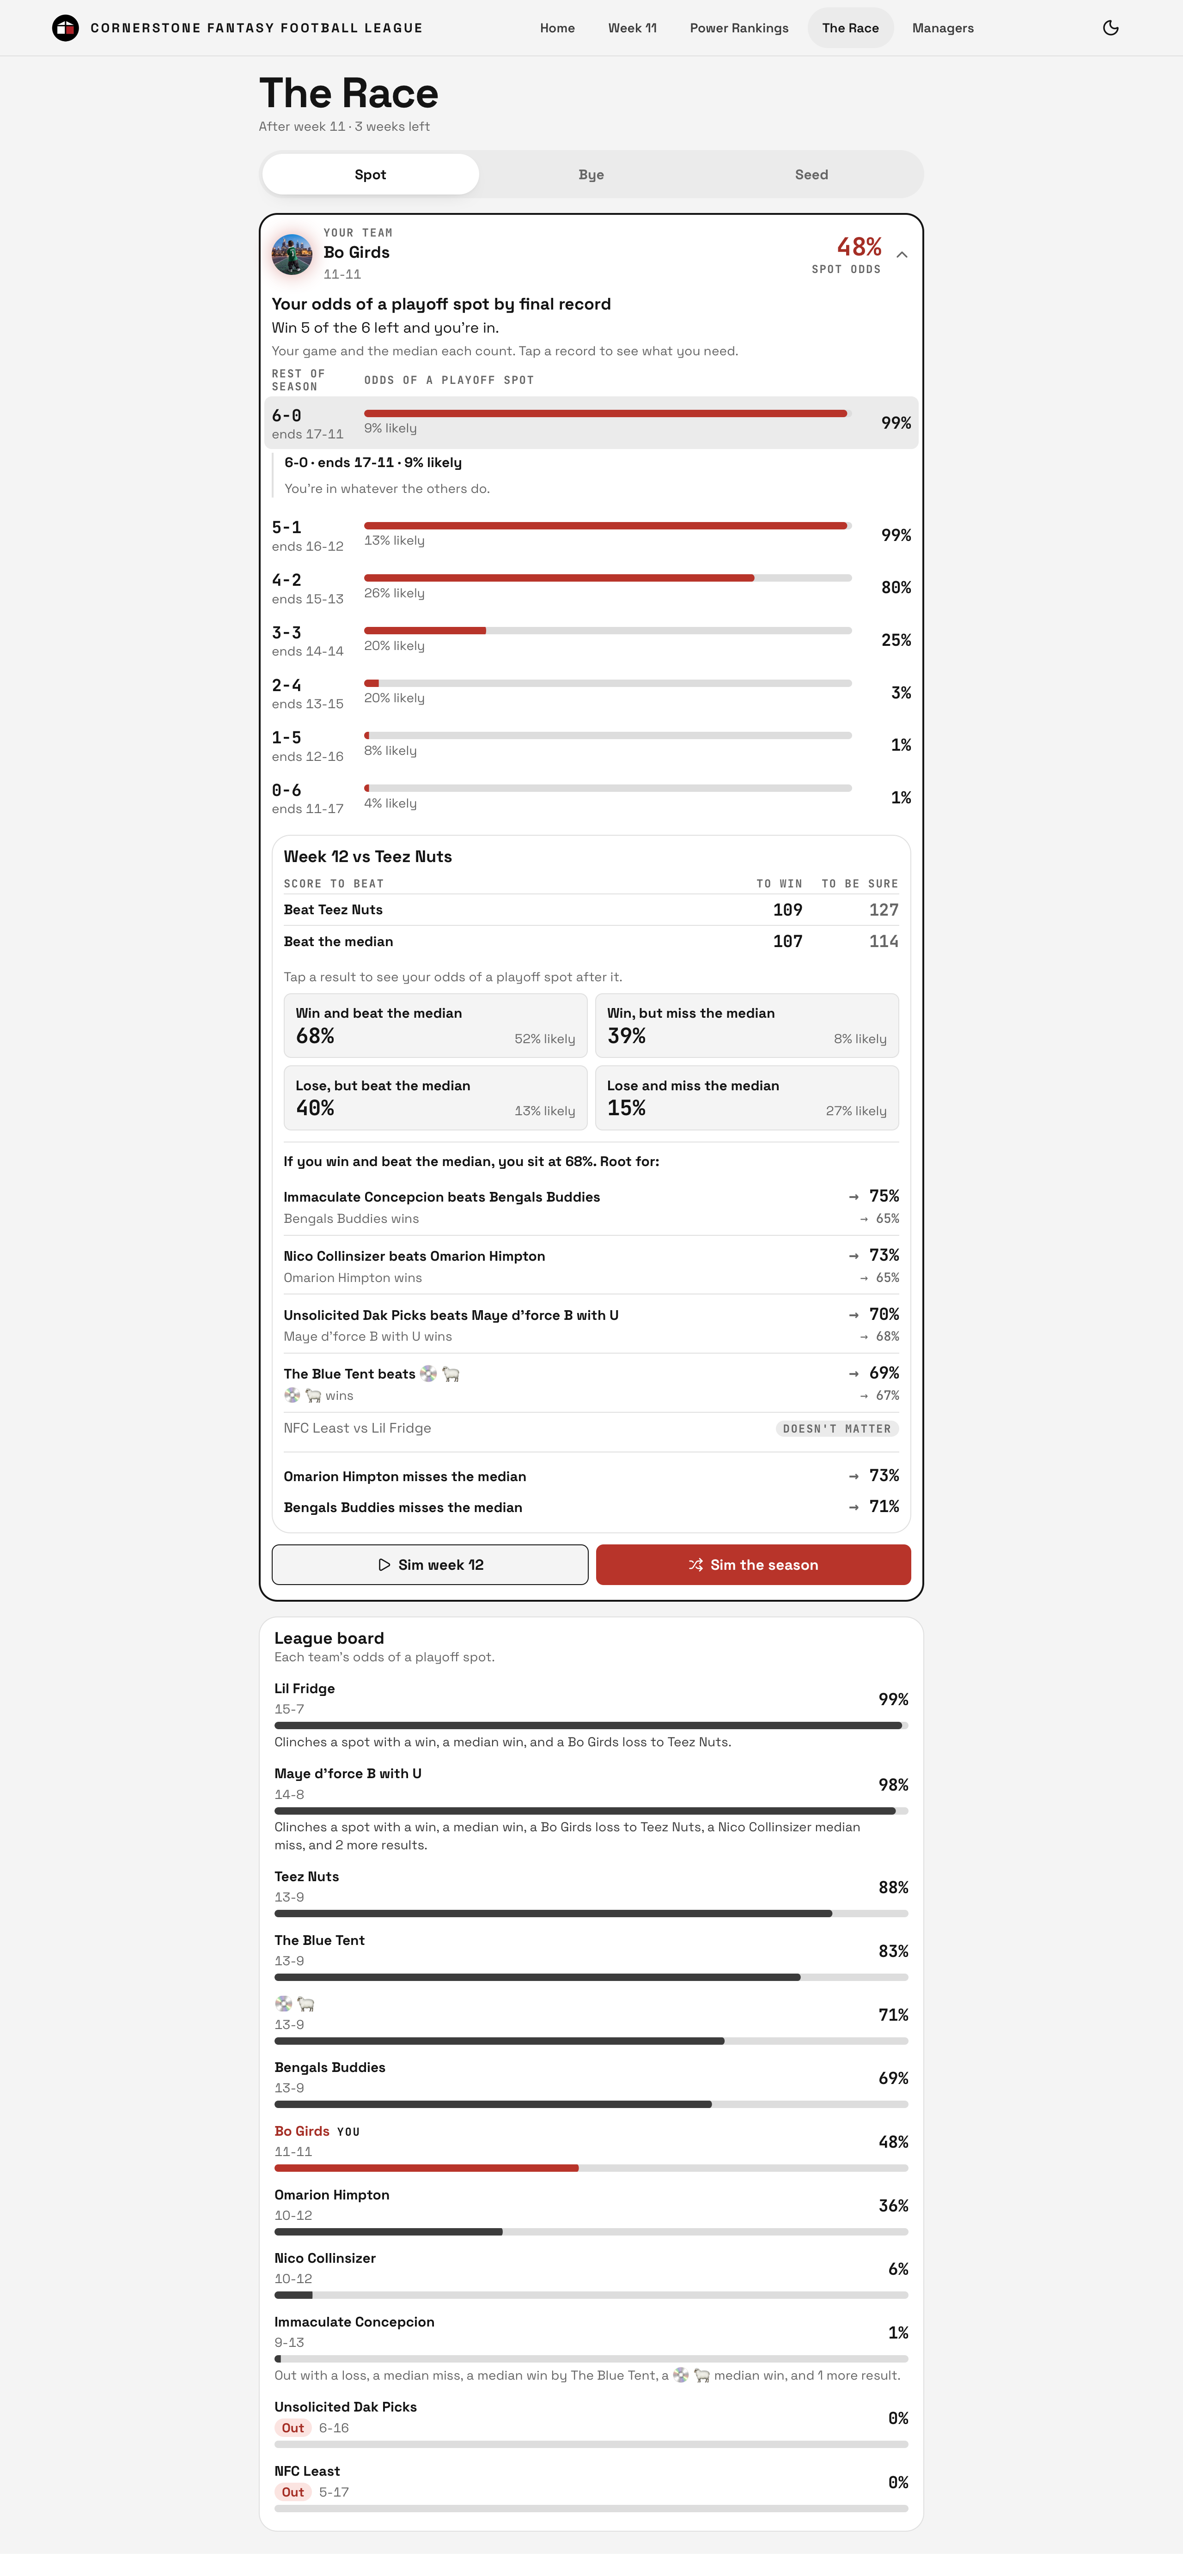 CORNERSTONE FANTASY FOOTBALL LEAGUE
Home
Week 11
Power Rankings
The Race
Managers
The Race
After week 11 · 3 weeks left
Spot
Bye
Seed
YOUR TEAM
Bo Girds
11-11
48%
SPOT ODDS
Your odds of a playoff spot by final record
Win 5 of the 6 left and you're in.
Your game and the median each count. Tap a record to see what you need.
REST OF SEASON
ODDS OF A PLAYOFF SPOT
6-0
ends 17-11
9% likely
99%
6-0 · ends 17-11 · 9% likely
You're in whatever the others do.
5-1
ends 16-12
13% likely
99%
4-2
ends 15-13
26% likely
80%
3-3
ends 14-14
20% likely
25%
2-4
ends 13-15
20% likely
3%
1-5
ends 12-16
8% likely
1%
0-6
ends 11-17
4% likely
1%
Week 12 vs Teez Nuts
SCORE TO BEAT TO WIN TO BE SURE
Beat Teez Nuts 109 127
Beat the median 107 114
Tap a result to see your odds of a playoff spot after it.
Win and beat the median
68% 52% likely
Win, but miss the median
39% 8% likely
Lose, but beat the median
40% 13% likely
Lose and miss the median
15% 27% likely
If you win and beat the median, you sit at 68%. Root for:
Immaculate Concepcion beats Bengals Buddies → 75%
Bengals Buddies wins → 65%
Nico Collinsizer beats Omarion Himpton → 73%
Omarion Himpton wins → 65%
Unsolicited Dak Picks beats Maye d'force B with U → 70%
Maye d'force B with U wins → 68%
The Blue Tent beats 💿 🐑 → 69%
💿 🐑 wins → 67%
NFC Least vs Lil Fridge DOESN'T MATTER
Omarion Himpton misses the median → 73%
Bengals Buddies misses the median → 71%
Sim week 12
Sim the season
League board
Each team's odds of a playoff spot.
Lil Fridge
15-7
99%
Clinches a spot with a win, a median win, and a Bo Girds loss to Teez Nuts.
Maye d'force B with U
14-8
98%
Clinches a spot with a win, a median win, a Bo Girds loss to Teez Nuts, a Nico Collinsizer median
miss, and 2 more results.
Teez Nuts
13-9
88%
The Blue Tent
13-9
83%
💿 🐑
13-9
71%
Bengals Buddies
13-9
69%
Bo Girds YOU
11-11
48%
Omarion Himpton
10-12
36%
Nico Collinsizer
10-12
6%
Immaculate Concepcion
9-13
1%
Out with a loss, a median miss, a median win by The Blue Tent, a 💿 🐑 median win, and 1 more result.
Unsolicited Dak Picks
Out 6-16
0%
NFC Least
Out 5-17
0%